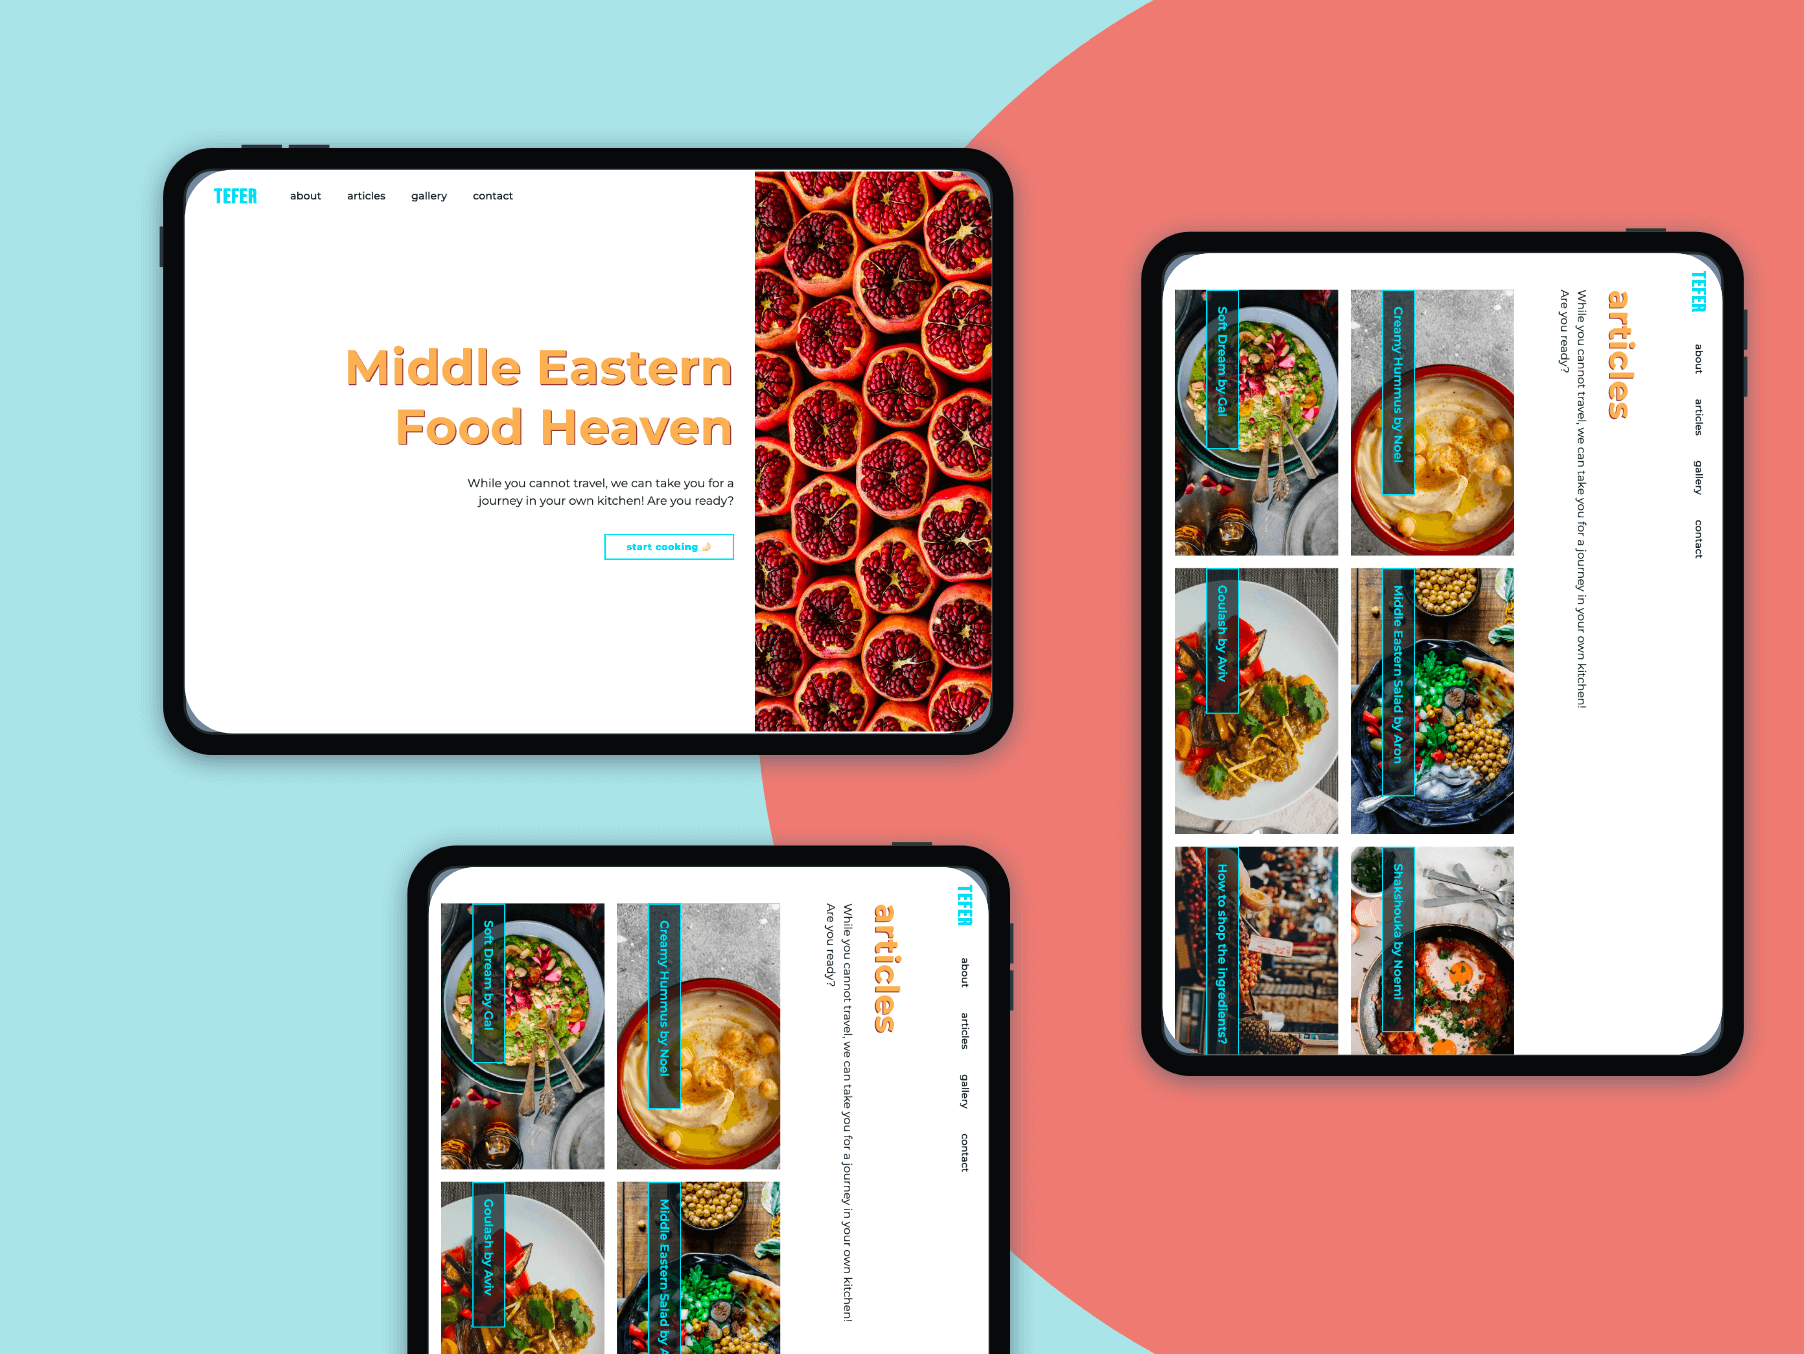 TEFER
about
articles
gallery
contact
Middle Eastern
Food Heaven
While you cannot travel, we can take you for a
journey in your own kitchen! Are you ready?
start cooking
TEFER
about
articles
gallery
contact
articles
While you cannot travel, we can take you for a journey in your own kitchen!
Are you ready?
Creamy Hummus by Noel
Middle Eastern Salad by Aron
Shakshouka by Noemi
Soft Dream by Gal
Goulash by Aviv
How to shop the ingredients?
TEFER
about
articles
gallery
contact
articles
While you cannot travel, we can take you for a journey in your own kitchen!
Are you ready?
Creamy Hummus by Noel
Middle Eastern Salad by A
Soft Dream by Gal
Goulash by Aviv